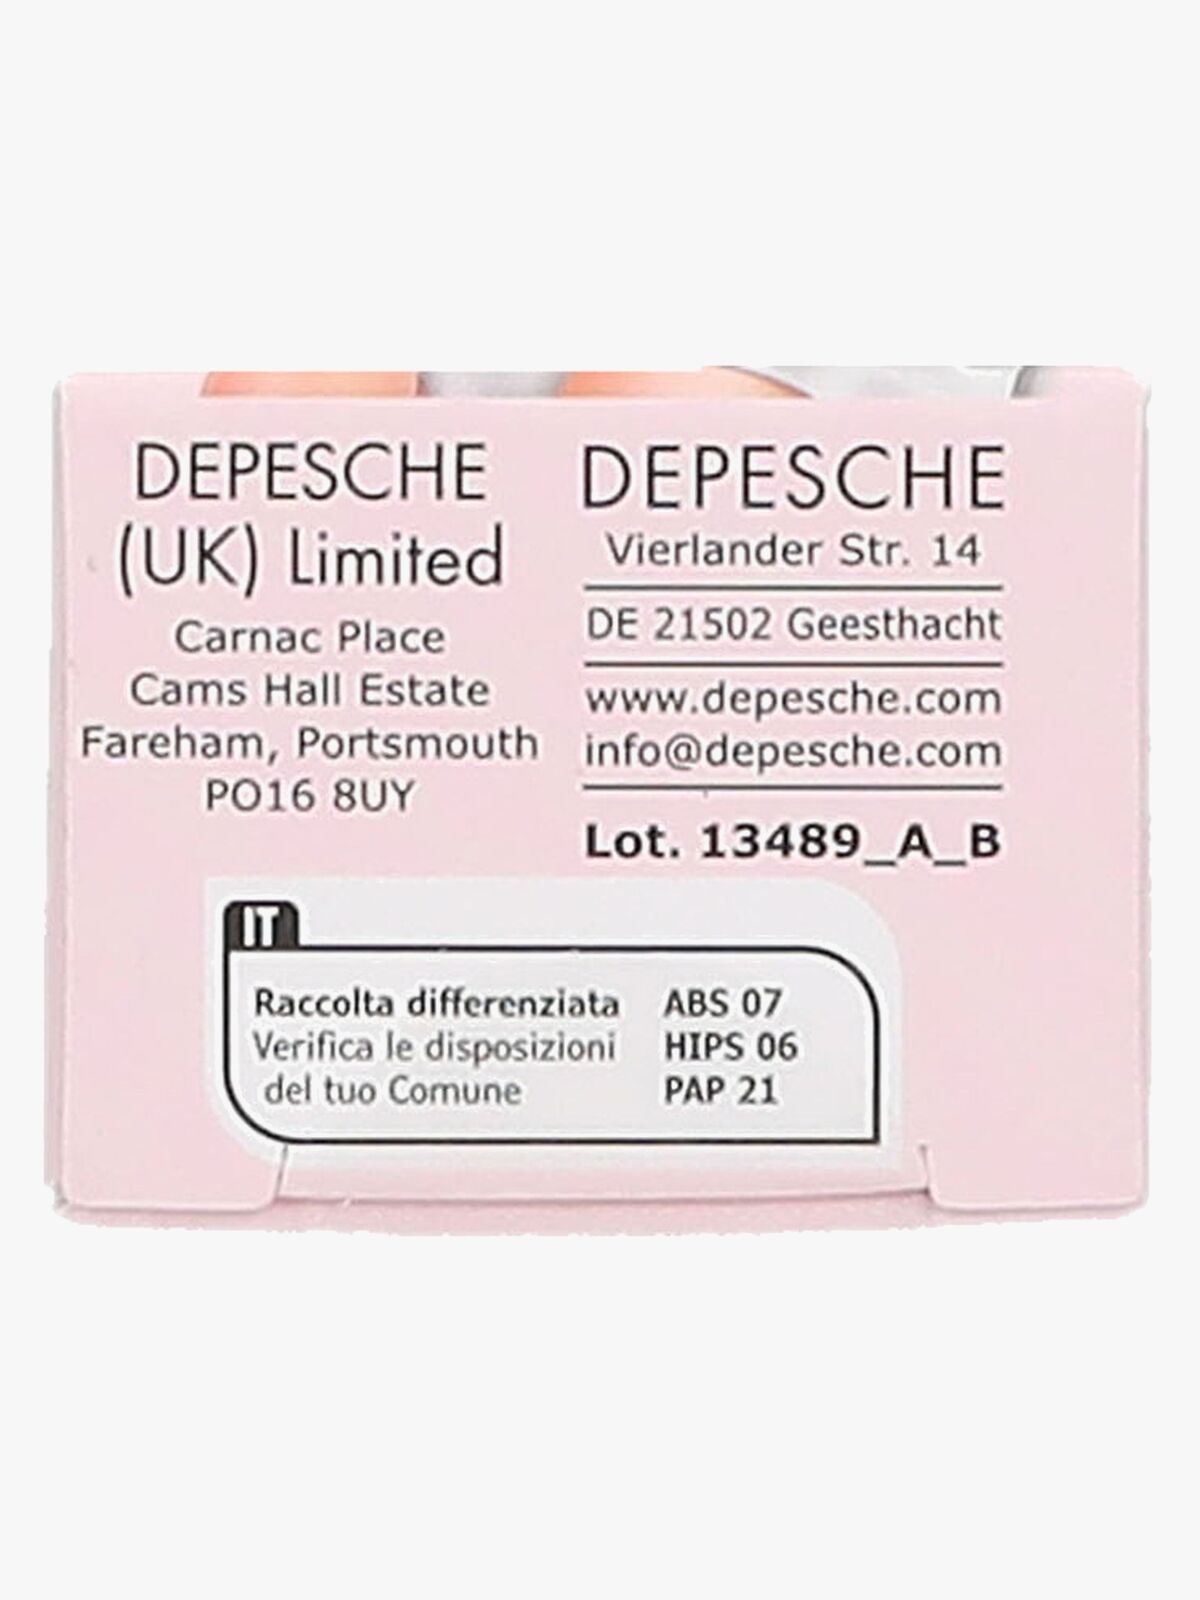 DEPESCHE
(UK) Limited
Carnac Place
Cams Hall Estate
Fareham, Portsmouth
PO16 8UY
DEPESCHE
Vierlander Str. 14
DE 21502 Geesthacht
www.depesche.com
info@depesche.com
Lot. 13489_A_B
IT
Raccolta differenziata
Verifica le disposizioni
del tuo Comune
ABS 07
HIPS 06
PAP 21